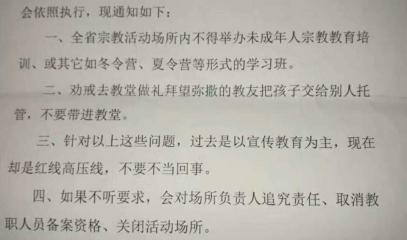 会依照执行，现通知如下：
一、全省宗教活动场所内不得举办未成年人宗教教育培
训、或其它如冬令营、夏令营等形式的学习班。
二、劝戒去教堂做礼拜望弥撒的教友把孩子交给别人托
管，不要带进教堂。
三、针对以上这些问题，过去是以宣传教育为主，现在
却是红线高压线，不要不当回事。
四、如果不听要求，会对场所负责人追究责任、取消教
职人员备案资格、关闭活动场所。